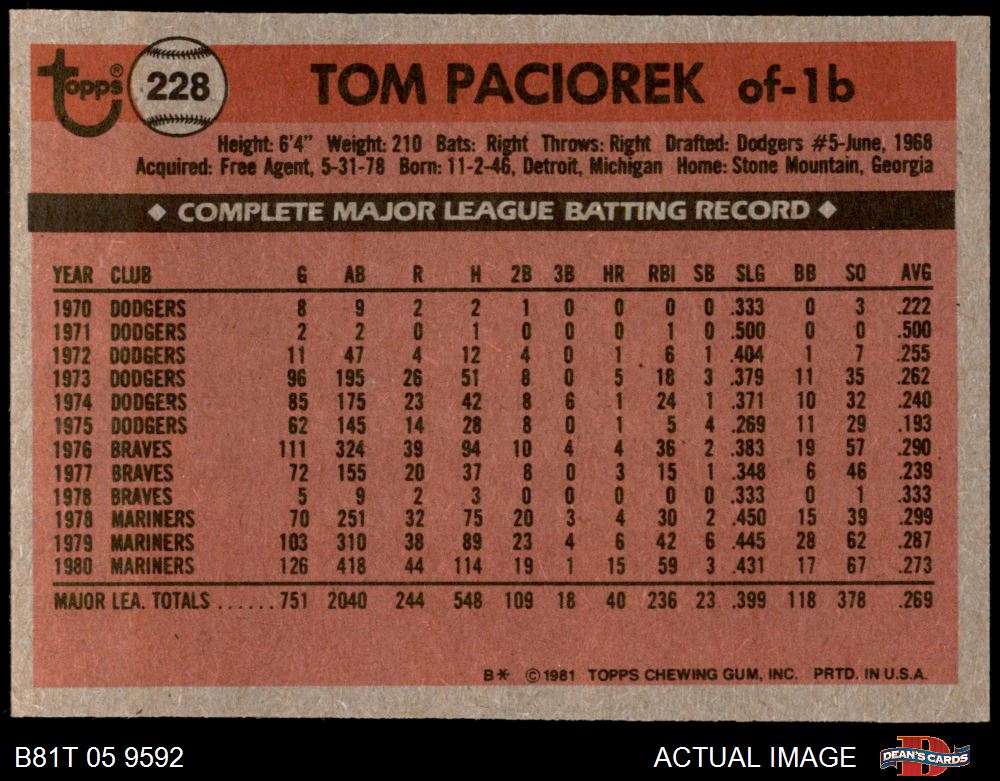 topps® 228 TOM PACIOREK of-1b
Height: 6'4" Weight: 210 Bats: Right Throws: Right Drafted: Dodgers #5-June, 1968
Acquired: Free Agent, 5-31-78 Born: 11-2-46, Detroit, Michigan Home: Stone Mountain, Georgia
◆ COMPLETE MAJOR LEAGUE BATTING RECORD ◆
YEAR CLUB G AB R H 2B 3B HR RBI SB SLG BB SO AVG
1970 DODGERS 8 9 2 2 1 0 0 0 0 .333 0 3 .222
1971 DODGERS 2 2 0 1 0 0 0 1 0 .500 0 0 .500
1972 DODGERS 11 47 4 12 4 0 1 6 1 .404 1 7 .255
1973 DODGERS 96 195 26 51 8 0 5 18 3 .379 11 35 .262
1974 DODGERS 85 175 23 42 8 6 1 24 1 .371 10 32 .240
1975 DODGERS 62 145 14 28 8 0 1 5 4 .269 11 29 .193
1976 BRAVES 111 324 39 94 10 4 4 36 2 .383 19 57 .290
1977 BRAVES 72 155 20 37 8 0 3 15 1 .348 6 46 .239
1978 BRAVES 5 9 2 3 0 0 0 0 0 .333 0 1 .333
1978 MARINERS 70 251 32 75 20 3 4 30 2 .450 15 39 .299
1979 MARINERS 103 310 38 89 23 4 6 42 6 .445 28 62 .287
1980 MARINERS 126 418 44 114 19 1 15 59 3 .431 17 67 .273
MAJOR LEA. TOTALS ......751 2040 244 548 109 18 40 236 23 .399 118 378 .269
B* ©1981 TOPPS CHEWING GUM, INC. PRTD. IN U.S.A.
B81T 05 9592 ACTUAL IMAGE DEAN'S CARDS